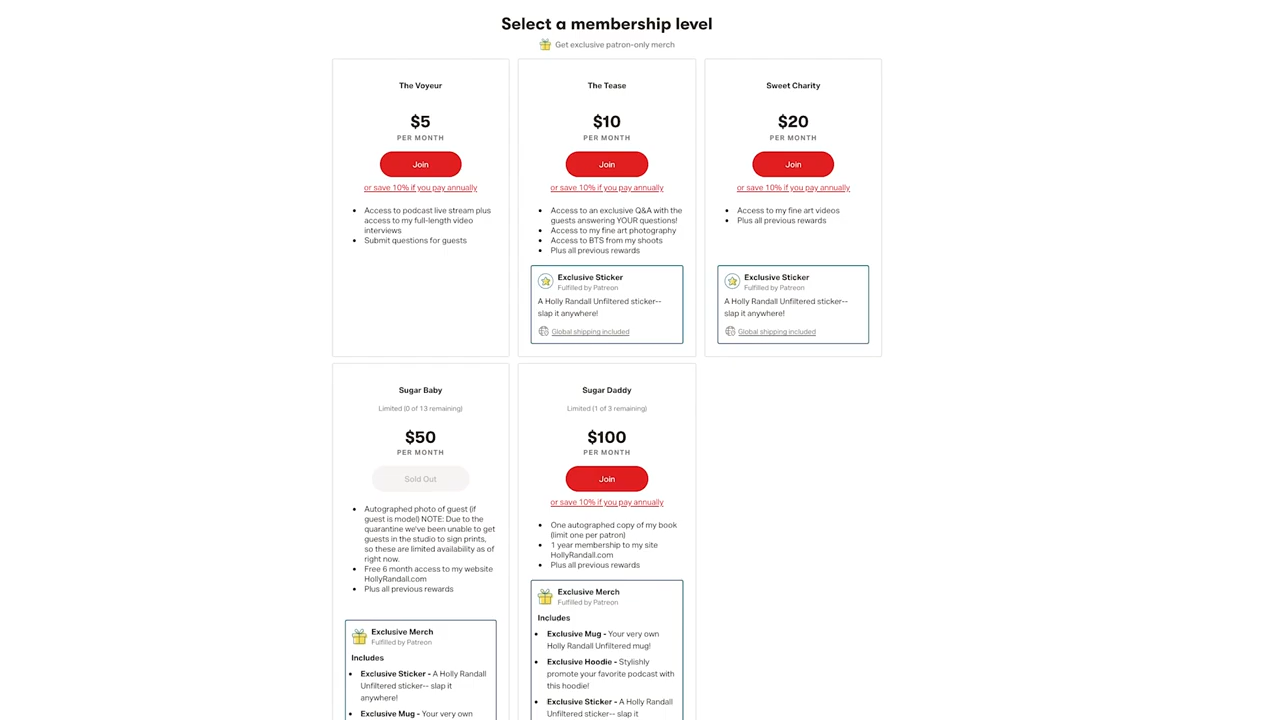 Select a membership level
Get exclusive patron-only merch
The Voyeur
$5
PER MONTH
Join
or save 10% if you pay annually
Access to podcast live stream plus
access to my full-length video
interviews
Submit questions for guests
The Tease
$10
PER MONTH
Join
or save 10% if you pay annually
Access to an exclusive Q&A with the
guests answering YOUR questions!
Access to my fine art photography
Access to BTS from my shoots
Plus all previous rewards
Exclusive Sticker
Fulfilled by Patreon
A Holly Randall Unfiltered sticker--
slap it anywhere!
Global shipping included
Sweet Charity
$20
PER MONTH
Join
or save 10% if you pay annually
Access to my fine art videos
Plus all previous rewards
Exclusive Sticker
Fulfilled by Patreon
A Holly Randall Unfiltered sticker--
slap it anywhere!
Global shipping included
Sugar Baby
Limited (0 of 13 remaining)
$50
PER MONTH
Sold Out
Autographed photo of guest (if
guest is model) NOTE: Due to the
quarantine we've been unable to get
guests in the studio to sign prints,
so these are limited availability as of
right now.
Free 6 month access to my website
HollyRandall.com
Plus all previous rewards
Exclusive Merch
Fulfilled by Patreon
Includes
Exclusive Sticker - A Holly Randall
Unfiltered sticker-- slap it
anywhere!
Exclusive Mug - Your very own
Sugar Daddy
Limited (1 of 3 remaining)
$100
PER MONTH
Join
or save 10% if you pay annually
One autographed copy of my book
(limit one per patron)
1 year membership to my site
HollyRandall.com
Plus all previous rewards
Exclusive Merch
Fulfilled by Patreon
Includes
Exclusive Mug - Your very own
Holly Randall Unfiltered mug!
Exclusive Hoodie - Stylishly
promote your favorite podcast with
this hoodie!
Exclusive Sticker - A Holly Randall
Unfiltered sticker-- slap it